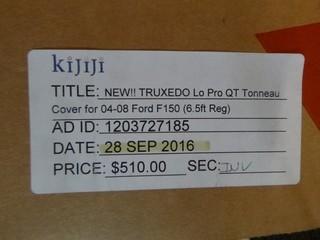 kijiji
TITLE: NEW!! TRUXEDO Lo Pro QT Tonneau
Cover for 04-08 Ford F150 (6.5ft Reg)
AD ID: 1203727185
DATE: 28 SEP 2016
PRICE: $510.00 SEC: INV